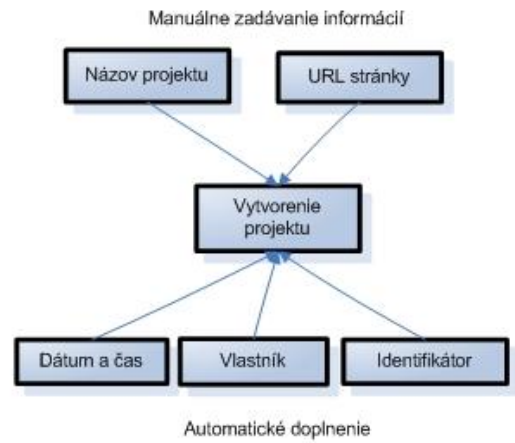 Manuálne zadávanie informácií
Názov projektu
URL stránky
Vytvorenie
projektu
Dátum a čas
Vlastník
Identifikátor
Automatické doplnenie